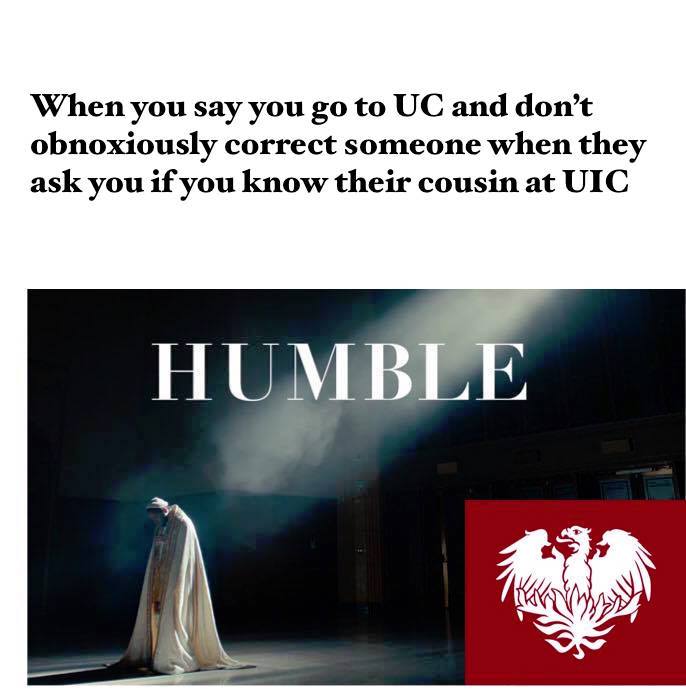 When you say you go to UC and don’t
obnoxiously correct someone when they
ask you if you know their cousin at UIC
HUMBLE